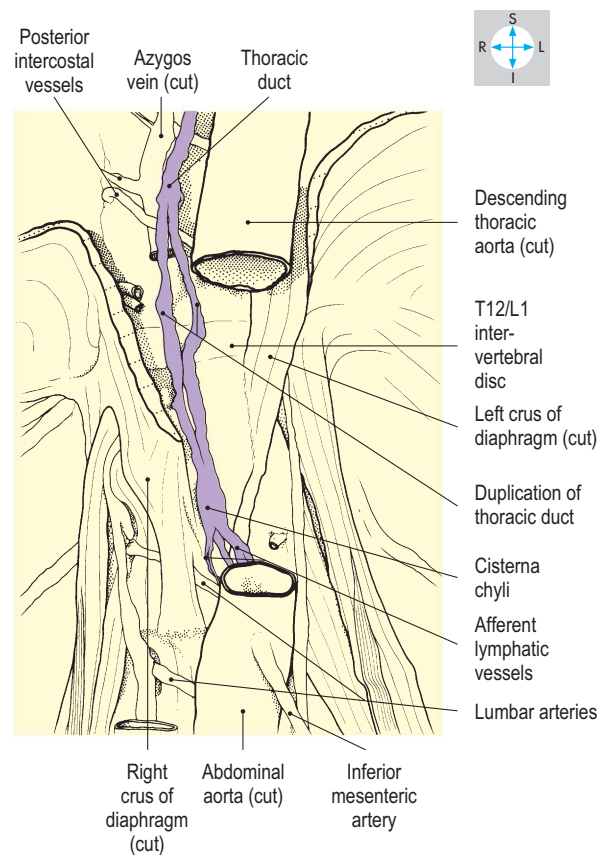 S
R L
I
Posterior
intercostal
vessels
Azygos
vein (cut)
Thoracic
duct
Descending
thoracic
aorta (cut)
T12/L1
inter-
vertebral
disc
Left crus of
diaphragm (cut)
Duplication of
thoracic duct
Cisterna
chyli
Afferent
lymphatic
vessels
Lumbar arteries
Right
crus of
diaphragm
(cut)
Abdominal
aorta (cut)
Inferior
mesenteric
artery